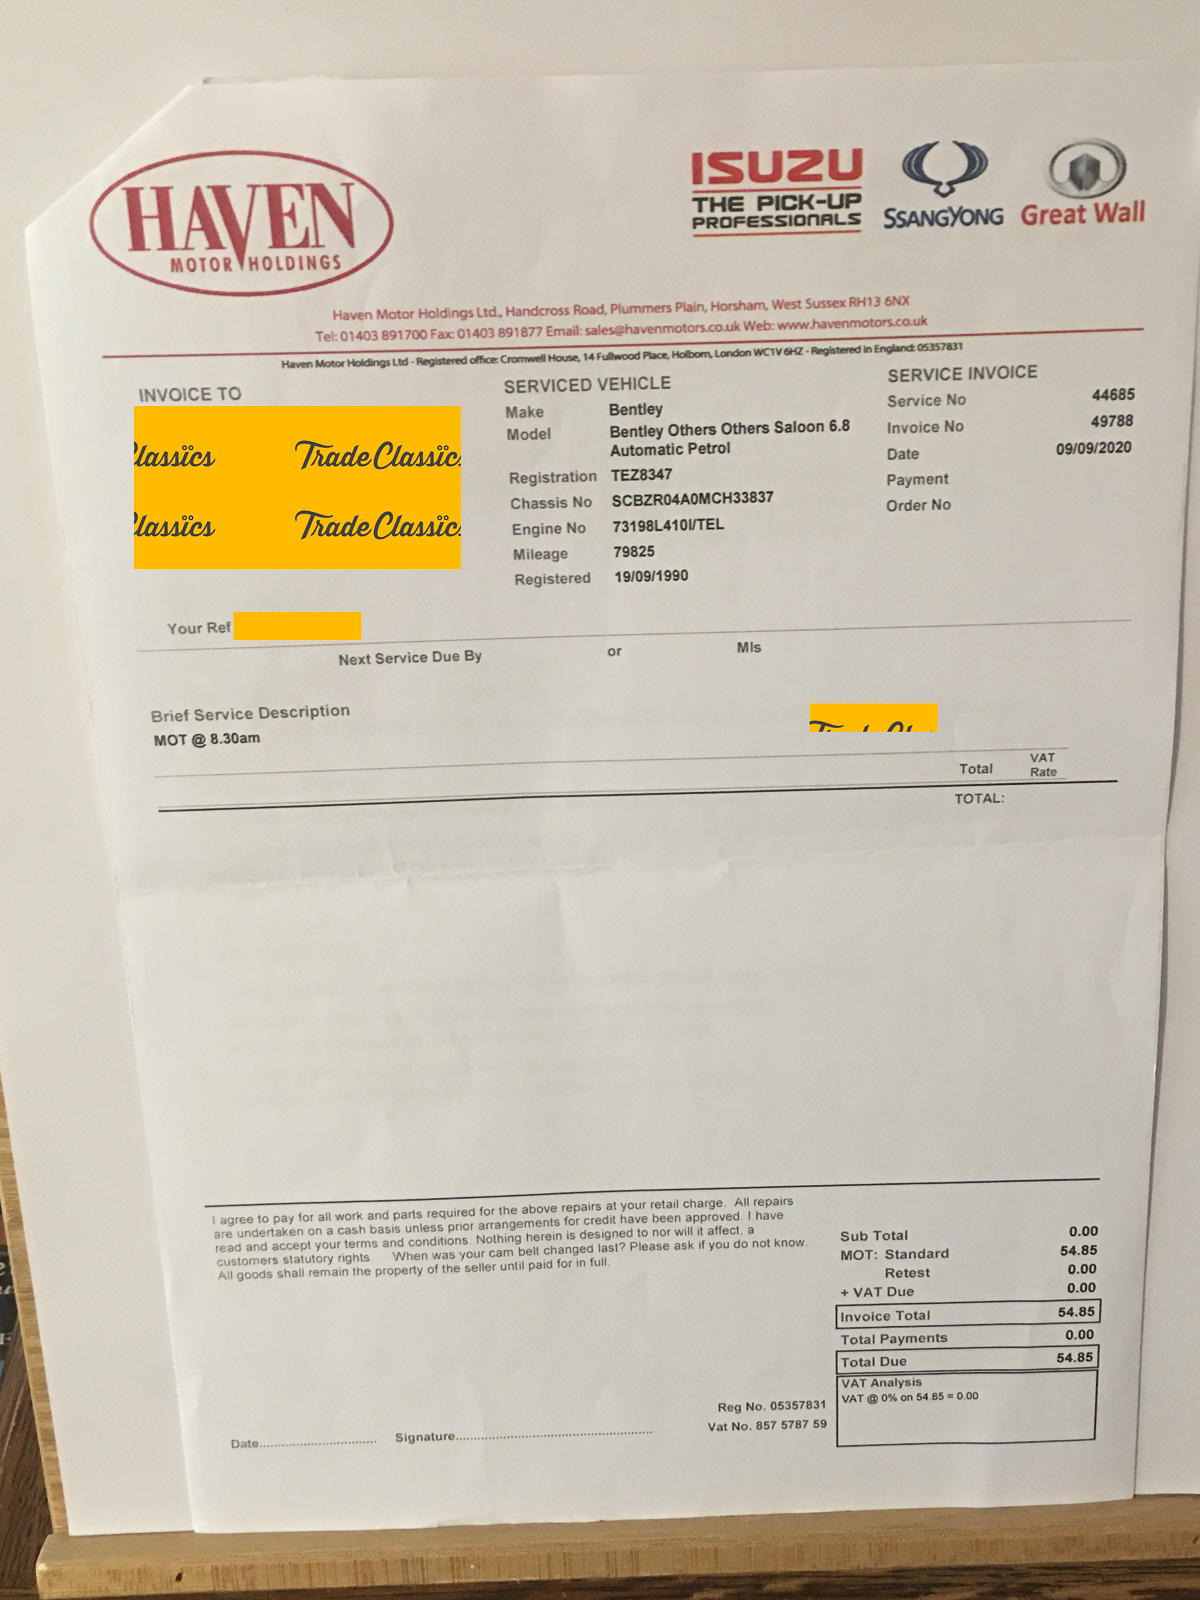 HAVEN
MOTOR HOLDINGS
ISUZU
THE PICK-UP
PROFESSIONALS
SSANGYONG
Great Wall
Haven Motor Holdings Ltd., Handcross Road, Plummers Plain, Horsham, West Sussex RH13 6NX
Tel: 01403 891700 Fax: 01403 891877 Email: sales@havenmotors.co.uk Web: www.havenmotors.co.uk
Haven Motor Holdings Ltd - Registered office: Cromwell House, 14 Fullwood Place, Holborn, London WC1V 6HZ - Registered in England: 05357831
INVOICE TO
lassics TradeClassic
lassics TradeClassic
Your Ref
SERVICED VEHICLE
Make Bentley
Model Bentley Others Others Saloon 6.8
Automatic Petrol
Registration TEZ8347
Chassis No SCBZR04A0MCH33837
Engine No 73198L410I/TEL
Mileage 79825
Registered 19/09/1990
SERVICE INVOICE
Service No 44685
Invoice No 49788
Date 09/09/2020
Payment
Order No
Next Service Due By or Mls
Brief Service Description
MOT @ 8.30am
Total VAT
Rate
TOTAL:
I agree to pay for all work and parts required for the above repairs at your retail charge. All repairs
are undertaken on a cash basis unless prior arrangements for credit have been approved. I have
read and accept your terms and conditions. Nothing herein is designed to nor will it affect, a
customers statutory rights When was your cam belt changed last? Please ask if you do not know.
All goods shall remain the property of the seller until paid for in full.
Sub Total 0.00
MOT: Standard 54.85
Retest 0.00
+ VAT Due 0.00
Invoice Total 54.85
Total Payments 0.00
Total Due 54.85
VAT Analysis
VAT @ 0% on 54.85 = 0.00
Reg No. 05357831
Vat No. 857 5787 59
Date.............................. Signature..................................................